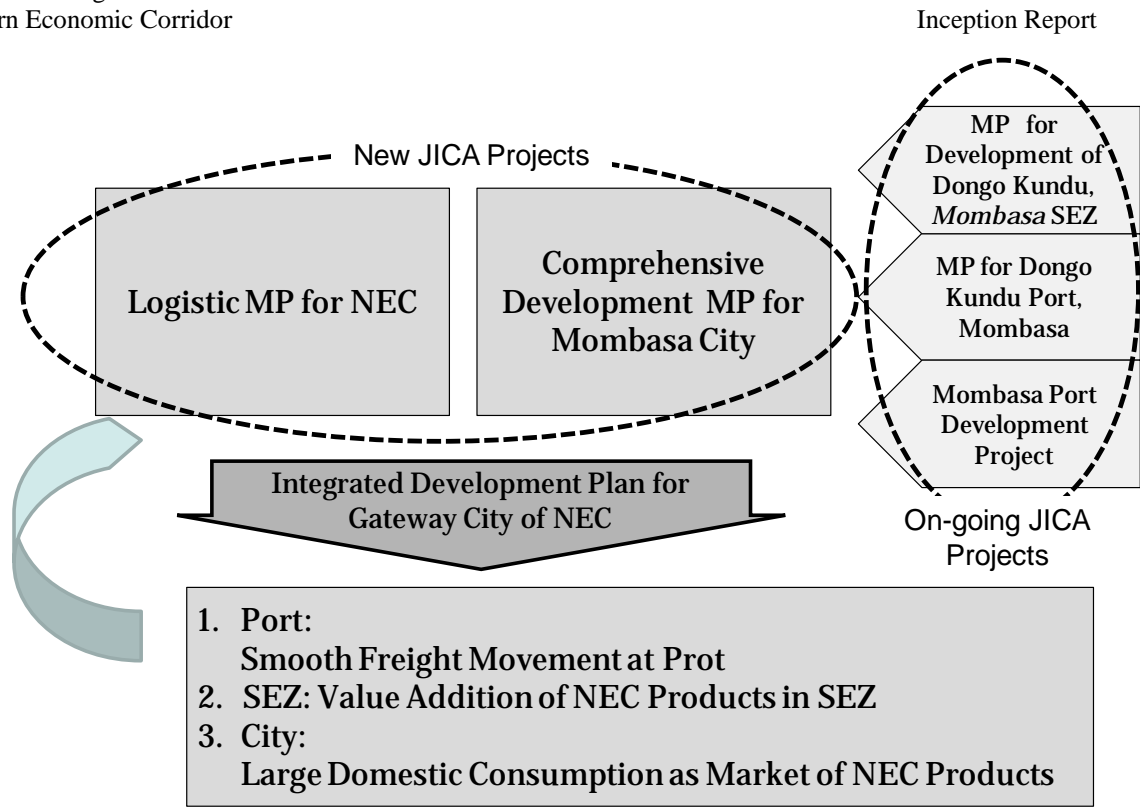 rn Economic Corridor
Inception Report
New JICA Projects
MP for
Development of
Dongo Kundu,
Mombasa SEZ
Logistic MP for NEC
Comprehensive
Development MP for
Mombasa City
MP for Dongo
Kundu Port,
Mombasa
Mombasa Port
Development
Project
Integrated Development Plan for
Gateway City of NEC
On-going JICA
Projects
1. Port:
Smooth Freight Movement at Prot
2. SEZ: Value Addition of NEC Products in SEZ
3. City:
Large Domestic Consumption as Market of NEC Products